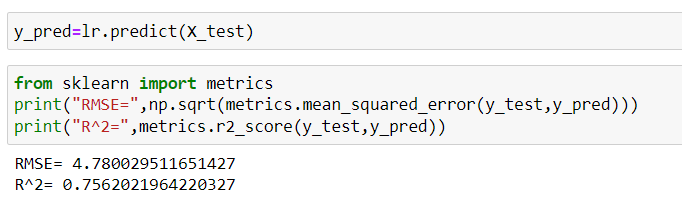 y_pred=lr.predict(X_test)
from sklearn import metrics
print("RMSE=",np.sqrt(metrics.mean_squared_error(y_test,y_pred)))
print("R^2=",metrics.r2_score(y_test,y_pred))
RMSE= 4.780029511651427
R^2= 0.7562021964220327